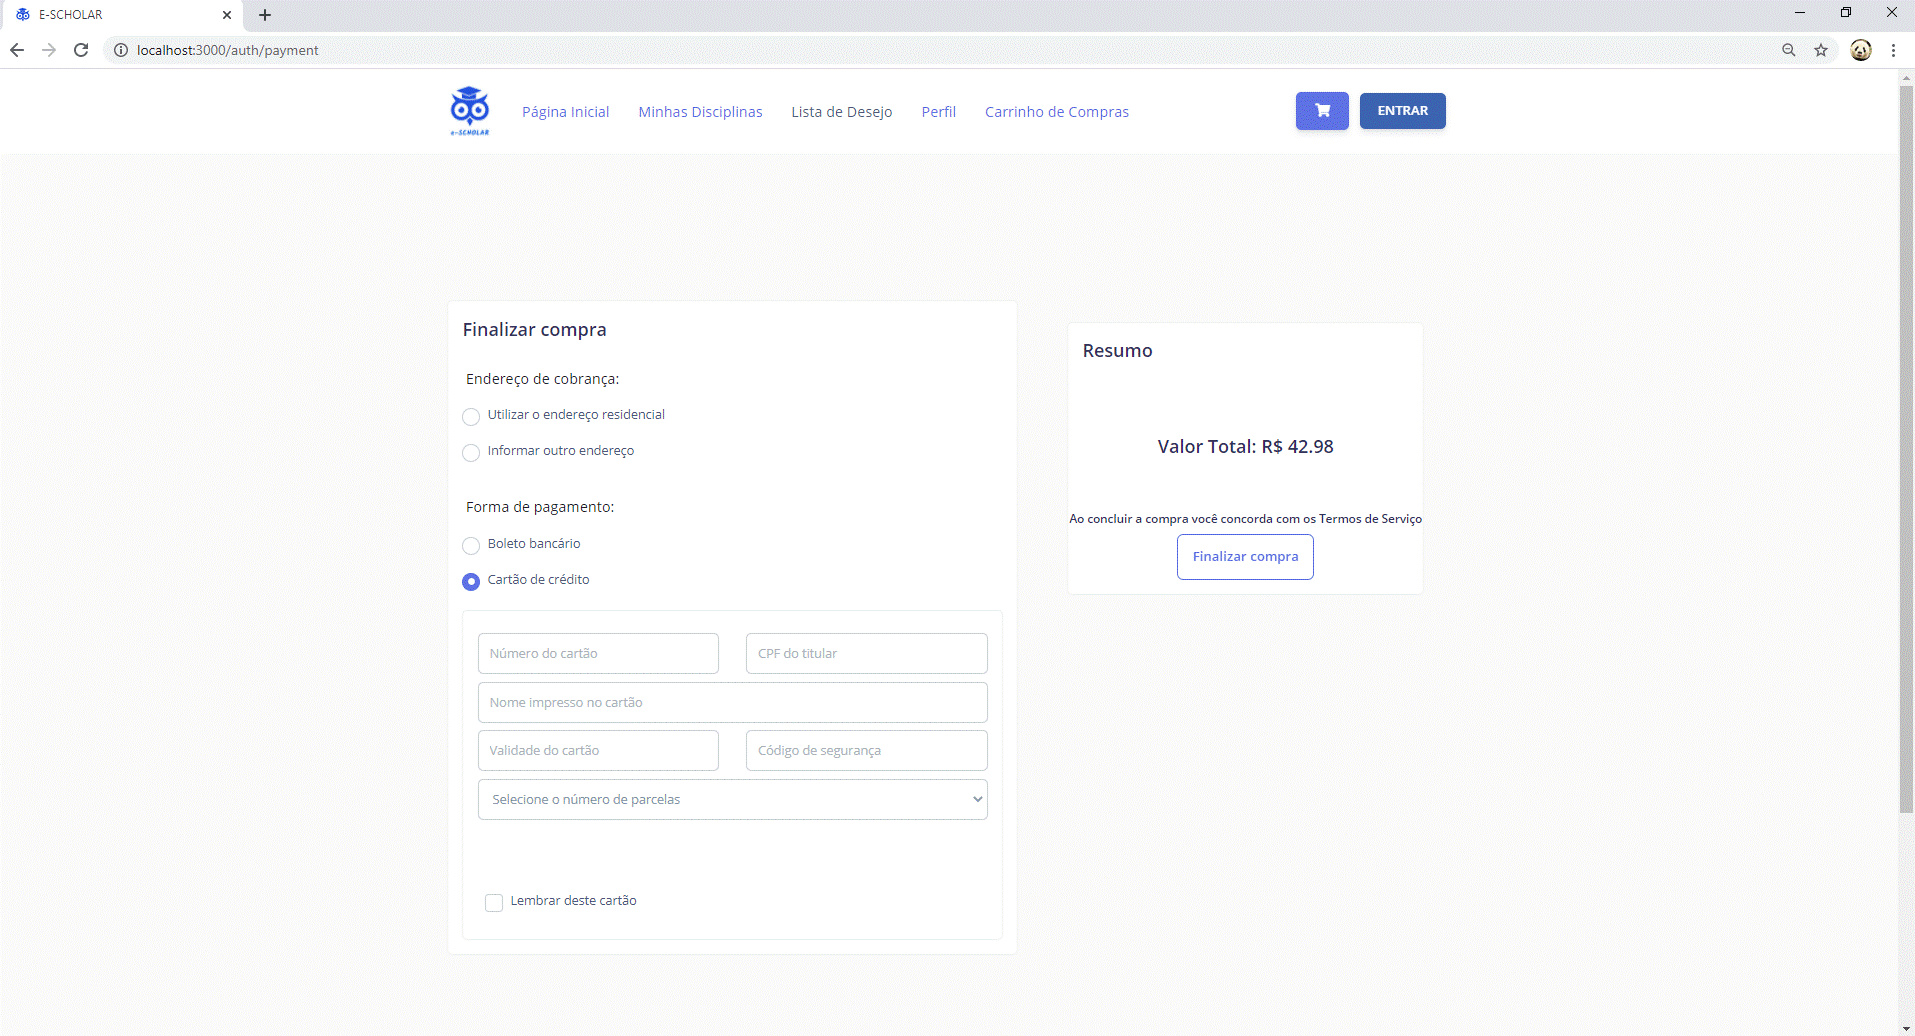 E-SCHOLAR
localhost:3000/auth/payment
e-SCHOLAR
Página Inicial Minhas Disciplinas Lista de Desejo Perfil Carrinho de Compras ENTRAR
Finalizar compra
Endereço de cobrança:
Utilizar o endereço residencial
Informar outro endereço
Forma de pagamento:
Boleto bancário
Cartão de crédito
Número do cartão CPF do titular
Nome impresso no cartão
Validade do cartão Código de segurança
Selecione o número de parcelas
Lembrar deste cartão
Resumo
Valor Total: R$ 42.98
Ao concluir a compra você concorda com os Termos de Serviço
Finalizar compra